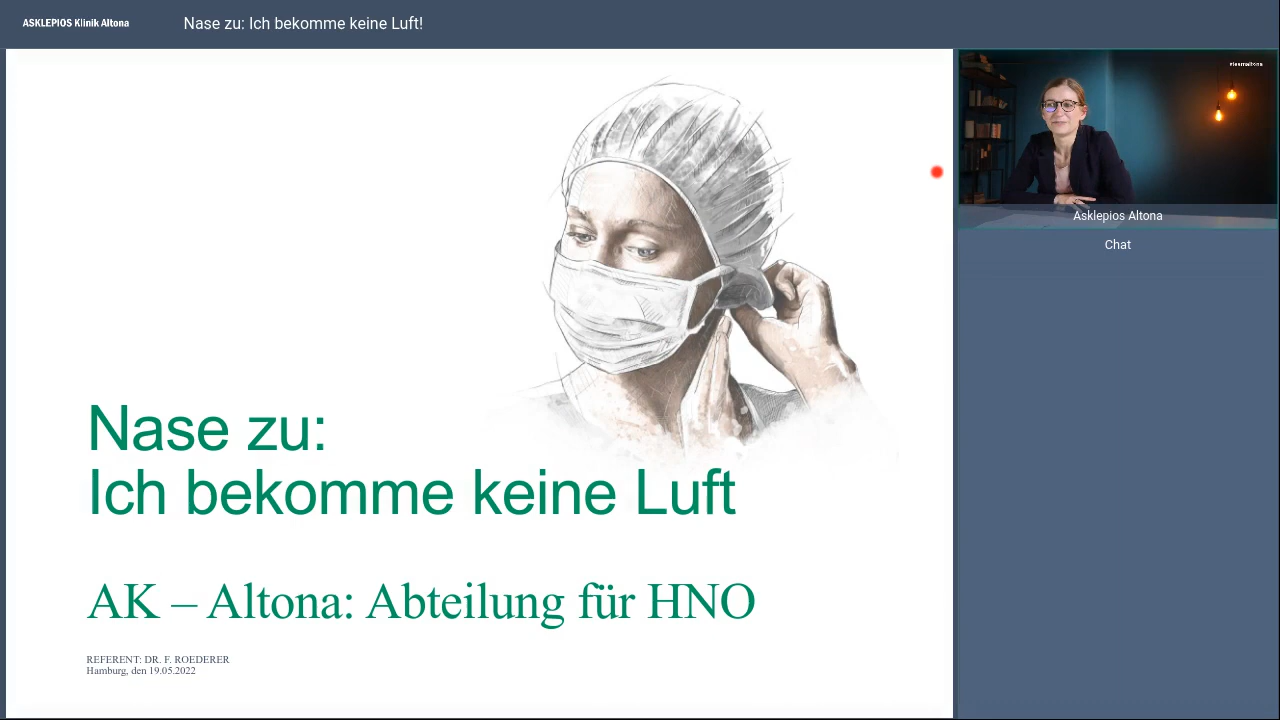 ASKLEPIOS Klinik Altona
Nase zu: Ich bekomme keine Luft!
#teamaltona
Asklepios Altona
Chat
Nase zu:
Ich bekomme keine Luft
AK – Altona: Abteilung für HNO
REFERENT: DR. F. ROEDERER
Hamburg, den 19.05.2022